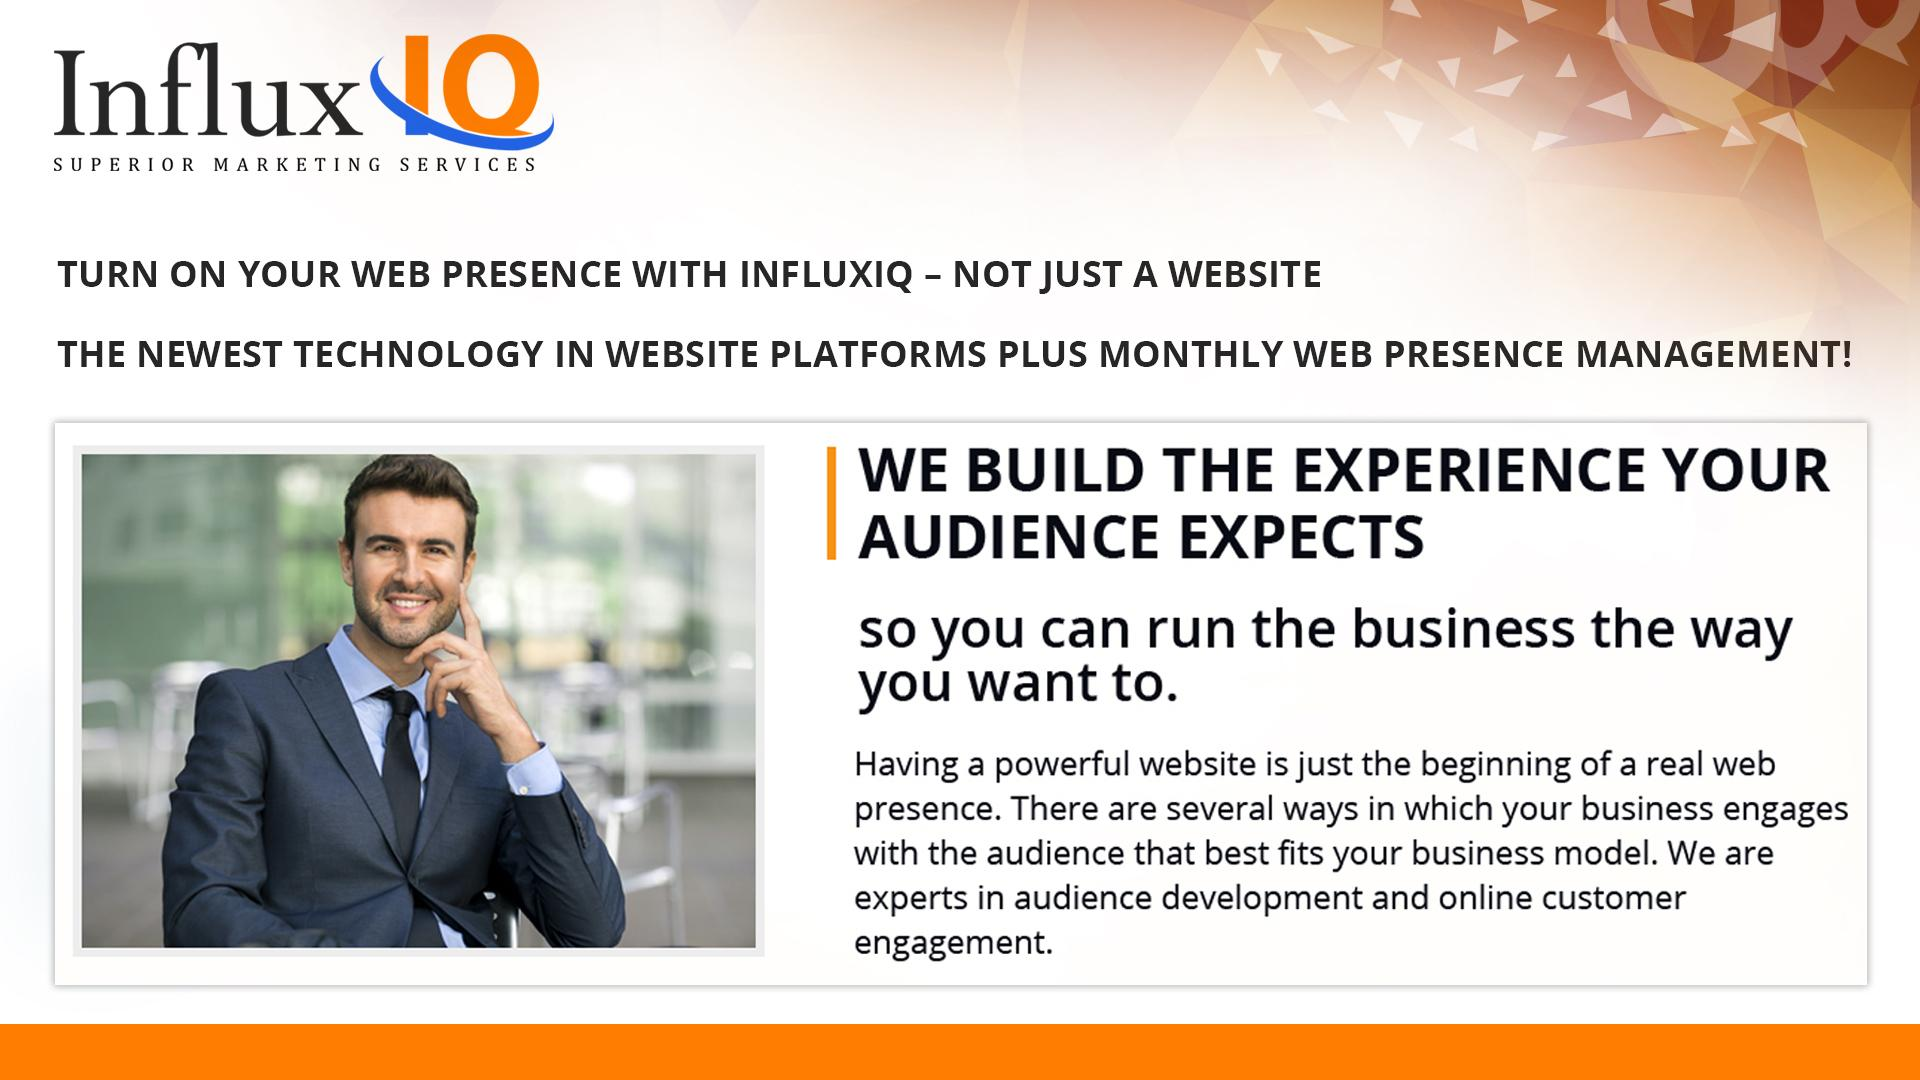 Influx IQ
SUPERIOR MARKETING SERVICES
TURN ON YOUR WEB PRESENCE WITH INFLUXIQ – NOT JUST A WEBSITE
THE NEWEST TECHNOLOGY IN WEBSITE PLATFORMS PLUS MONTHLY WEB PRESENCE MANAGEMENT!
WE BUILD THE EXPERIENCE YOUR
AUDIENCE EXPECTS
so you can run the business the way
you want to.
Having a powerful website is just the beginning of a real web
presence. There are several ways in which your business engages
with the audience that best fits your business model. We are
experts in audience development and online customer
engagement.